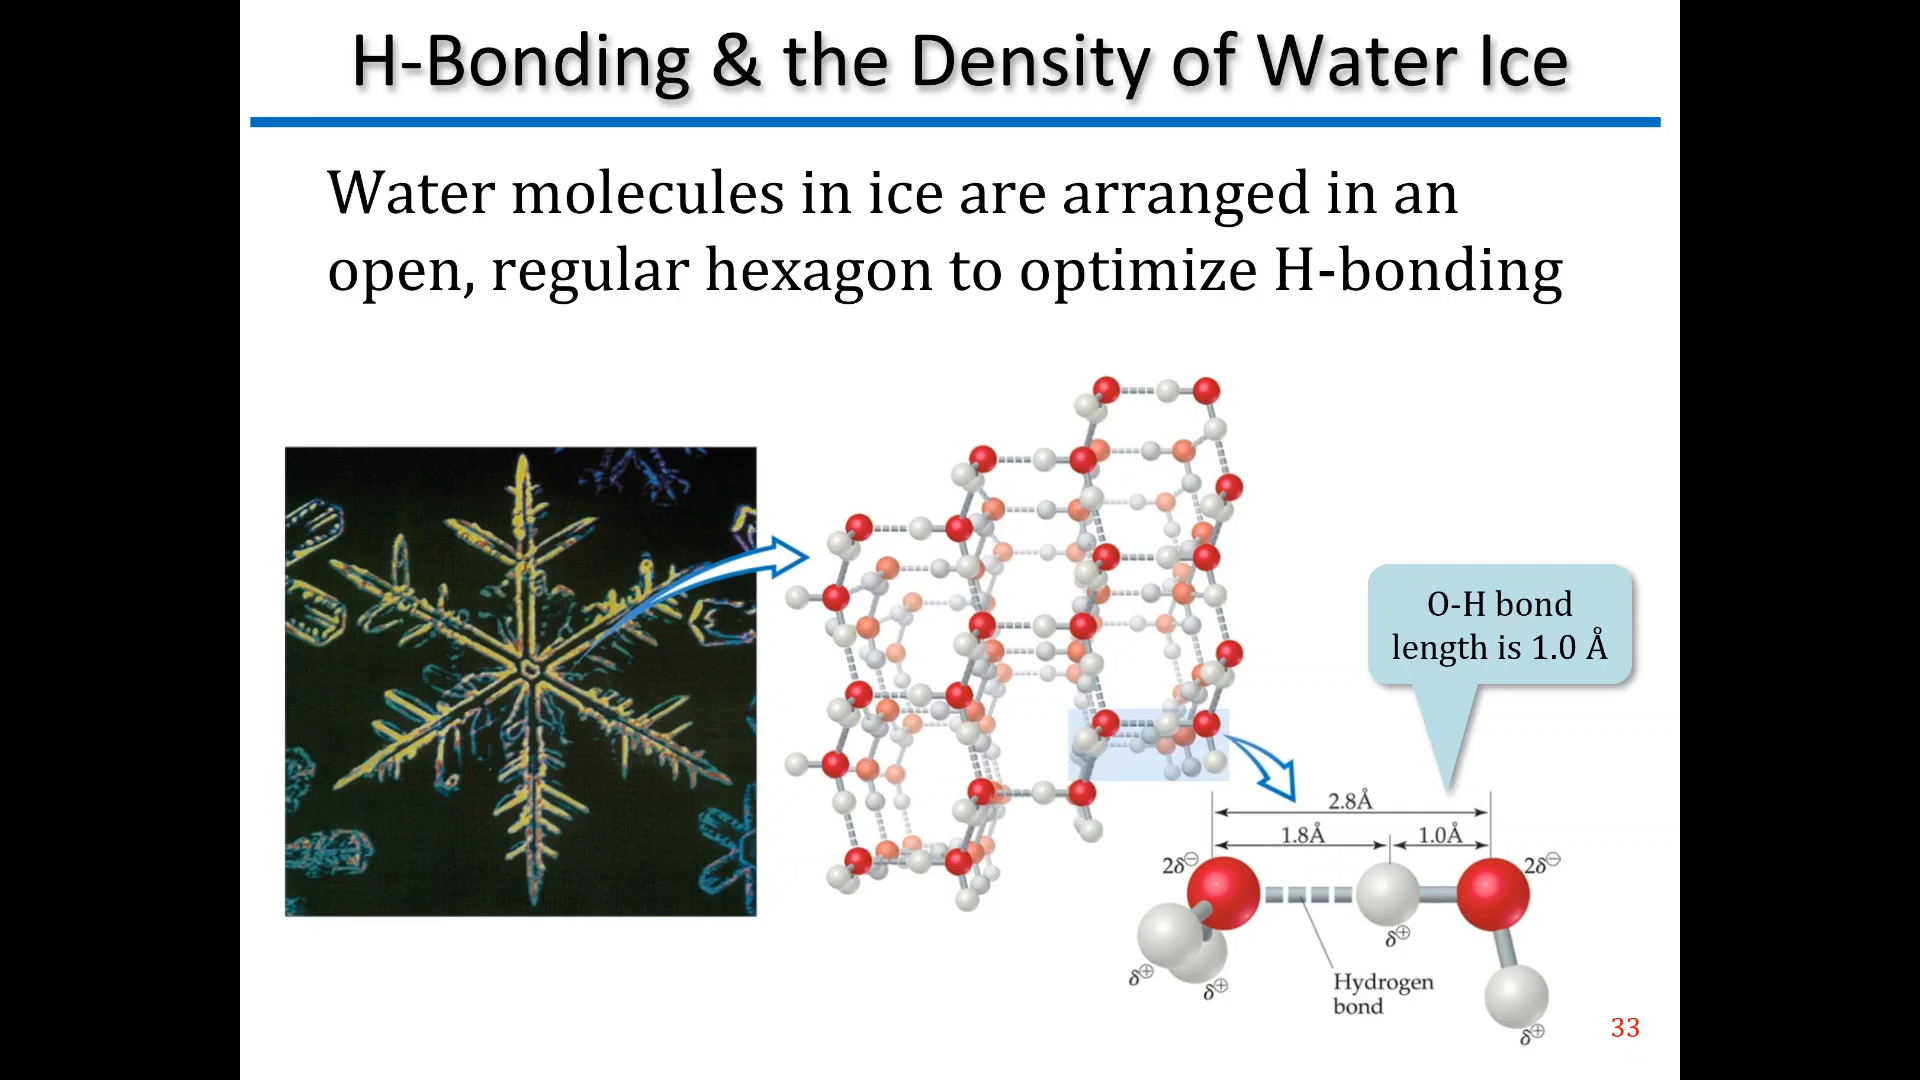 H-Bonding & the Density of Water Ice
Water molecules in ice are arranged in an
open, regular hexagon to optimize H-bonding
O-H bond
length is 1.0 Å
2.8Å
1.8Å
1.0Å
2δ⊖
2δ⊖
δ⊕
δ⊕
δ⊕
Hydrogen
bond
δ⊕
33